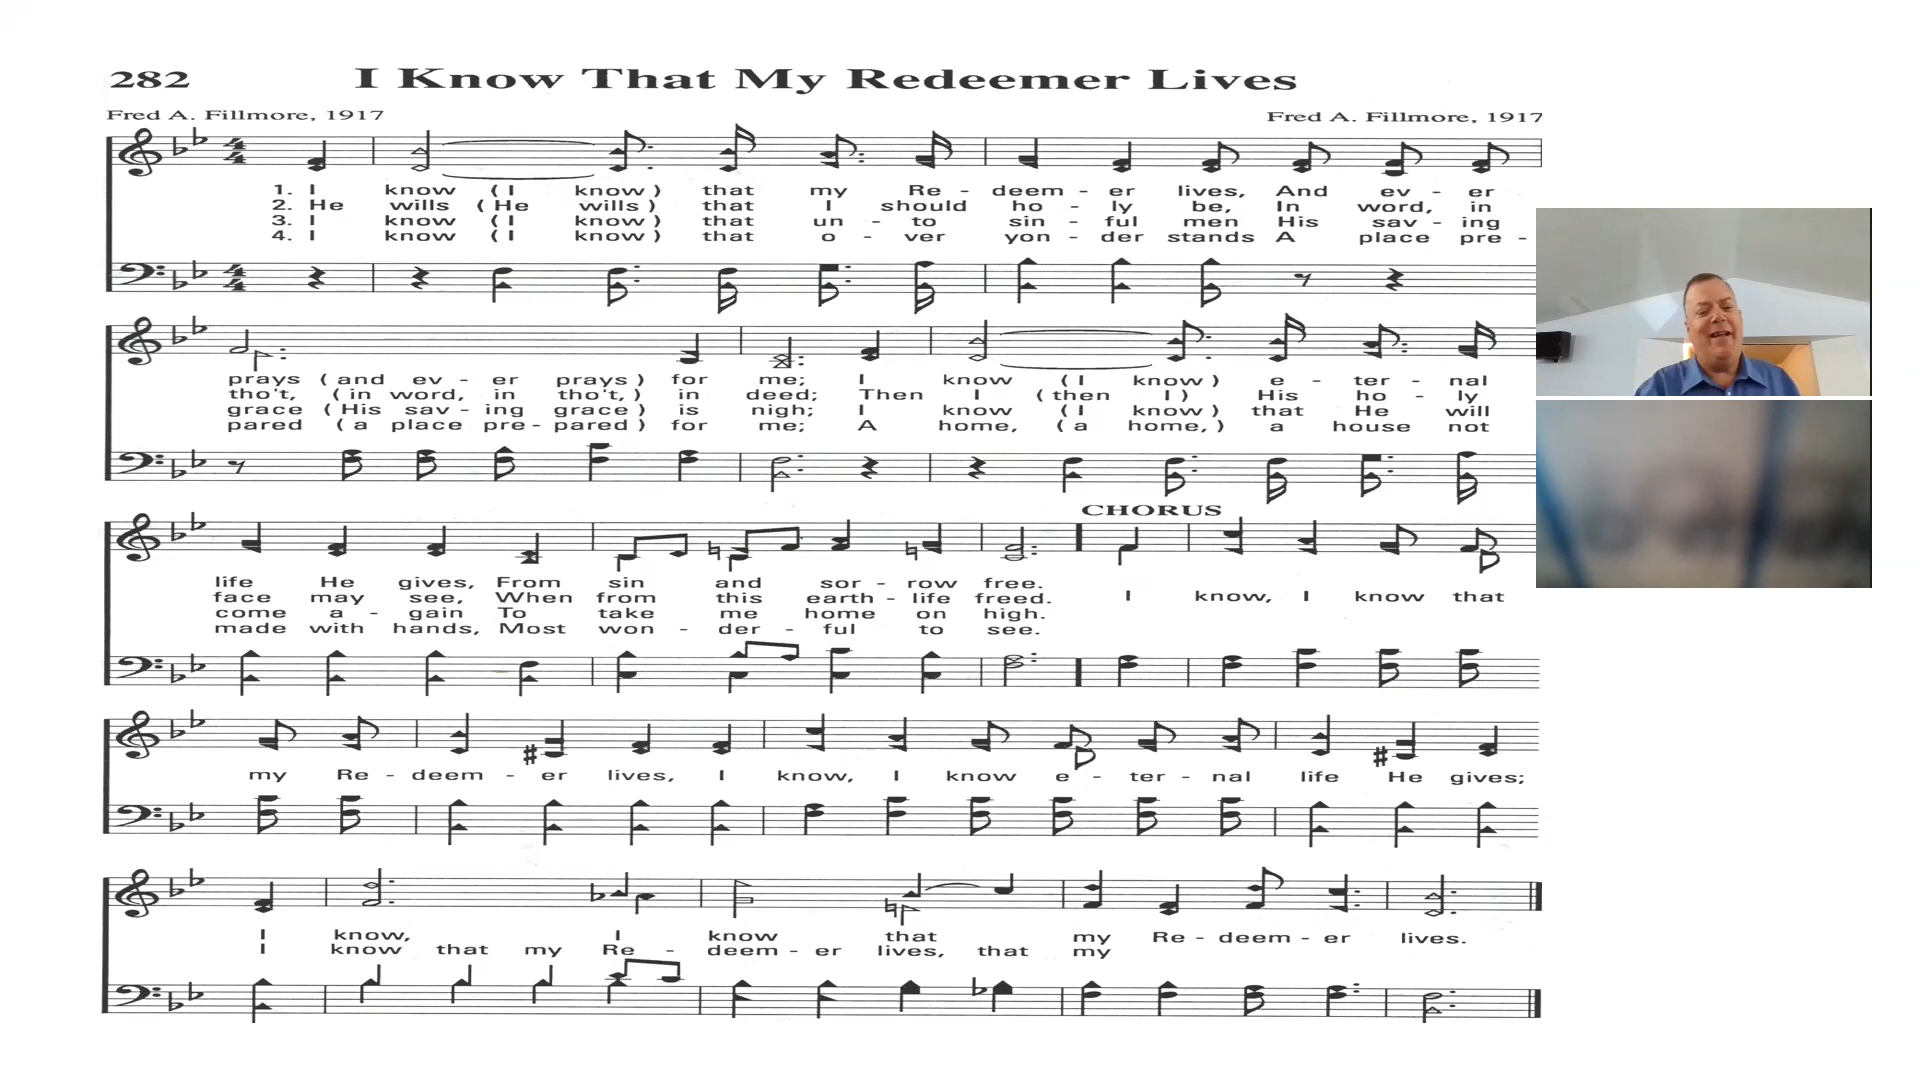 282 I Know That My Redeemer Lives
Fred A. Fillmore, 1917 Fred A. Fillmore, 1917
1. I know (I know) that my Re - deem - er lives, And ev - er
2. He wills (He wills) that I should ho - ly be, In word, in
3. I know (I know) that un - to sin - ful men His sav - ing
4. I know (I know) that o - ver yon - der stands A place pre -
prays (and ev - er prays) for me; I know (I know) e - ter - nal
tho't, (in word, in tho't,) in deed; Then I (then I) His ho - ly
grace (His sav - ing grace) is nigh; I know (I know) that He will
pared (a place pre - pared) for me; A home, (a home,) a house not
CHORUS
life He gives, From sin and sor - row free.
face may see, When from this earth - life freed. I know, I know that
come a - gain To take me home on high.
made with hands, Most won - der - ful to see.
my Re - deem - er lives, I know, I know e - ter - nal life He gives;
I know, I know that my Re - deem - er lives.
I know that my Re - deem - er lives, that my